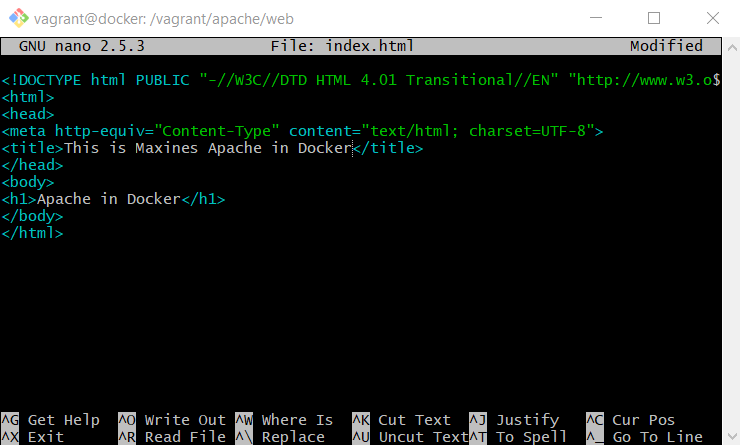 vagrant@docker: /vagrant/apache/web
GNU nano 2.5.3 File: index.html Modified
<!DOCTYPE html PUBLIC "-//W3C//DTD HTML 4.01 Transitional//EN" "http://www.w3.o$
<html>
<head>
<meta http-equiv="Content-Type" content="text/html; charset=UTF-8">
<title>This is Maxines Apache in Docker</title>
</head>
<body>
<h1>Apache in Docker</h1>
</body>
</html>
^G Get Help ^O Write Out ^W Where Is ^K Cut Text ^J Justify ^C Cur Pos
^X Exit ^R Read File ^\ Replace ^U Uncut Text ^T To Spell ^_ Go To Line